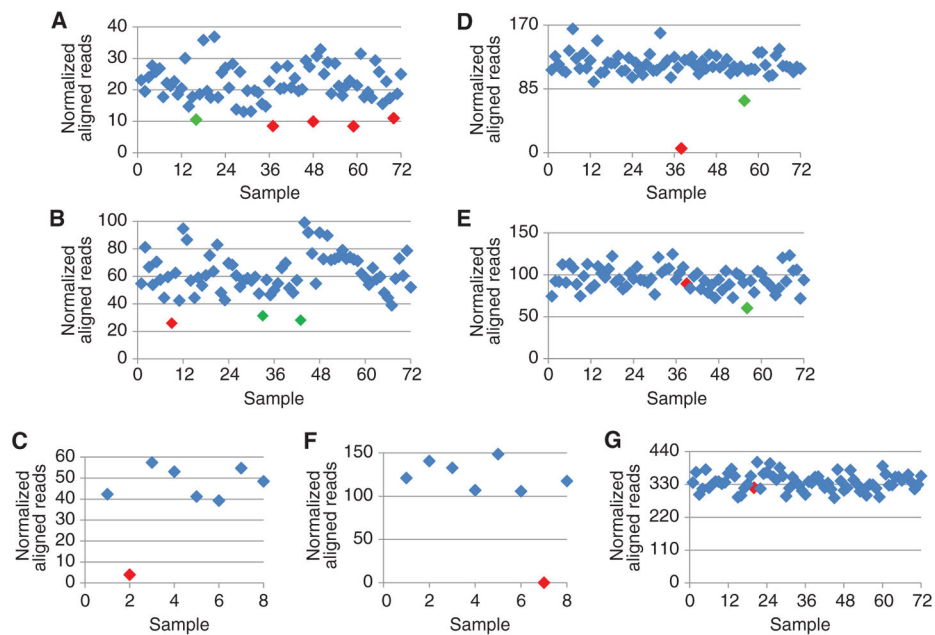 A
Normalized
aligned reads
40
30
20
10
0
0 12 24 36 48 60 72
Sample
D
Normalized
aligned reads
170
85
0
0 12 24 36 48 60 72
Sample
B
Normalized
aligned reads
100
80
60
40
20
0
0 12 24 36 48 60 72
Sample
E
Normalized
aligned reads
150
100
50
0
0 12 24 36 48 60 72
Sample
C
Normalized
aligned reads
60
50
40
30
20
10
0
0 2 4 6 8
Sample
F
Normalized
aligned reads
150
100
50
0
0 2 4 6 8
Sample
G
Normalized
aligned reads
440
330
220
110
0
0 12 24 36 48 60 72
Sample